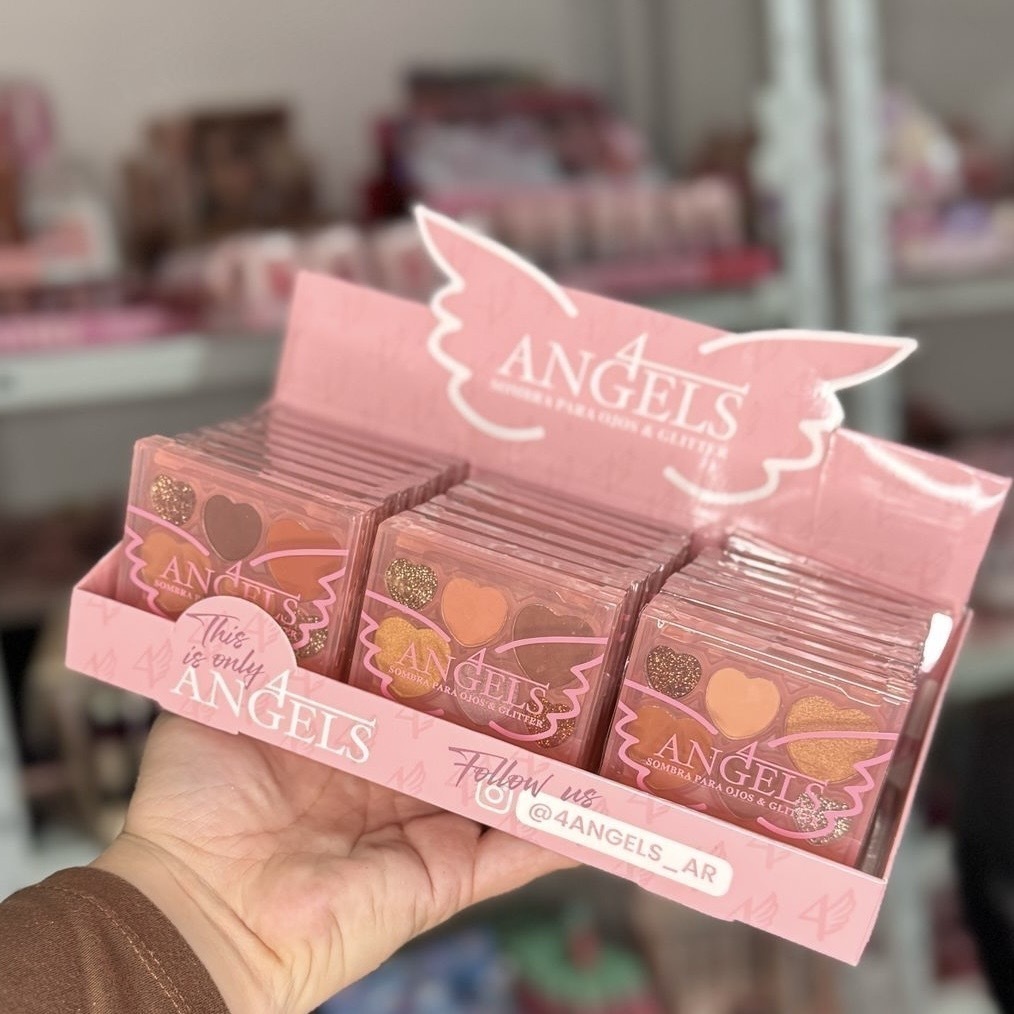 4
ANGELS
SOMBRA PARA OJOS & GLITTER
4
ANGELS
4
ANGELS
SOMBRA PARA OJOS & GLITTER
4
ANGELS
SOMBRA PARA OJOS & GLITTER
This
is only
4
ANGELS
Follow us
@4ANGELS_AR